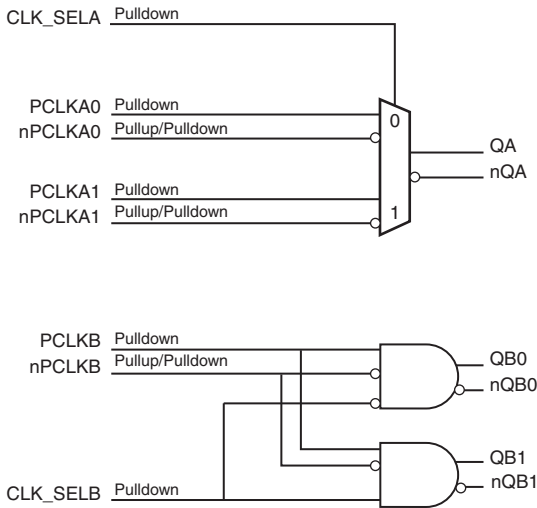 CLK_SELA Pulldown
PCLKA0 Pulldown
nPCLKA0 Pullup/Pulldown
0
QA
nQA
PCLKA1 Pulldown
nPCLKA1 Pullup/Pulldown
1
PCLKB Pulldown
nPCLKB Pullup/Pulldown
QB0
nQB0
QB1
nQB1
CLK_SELB Pulldown